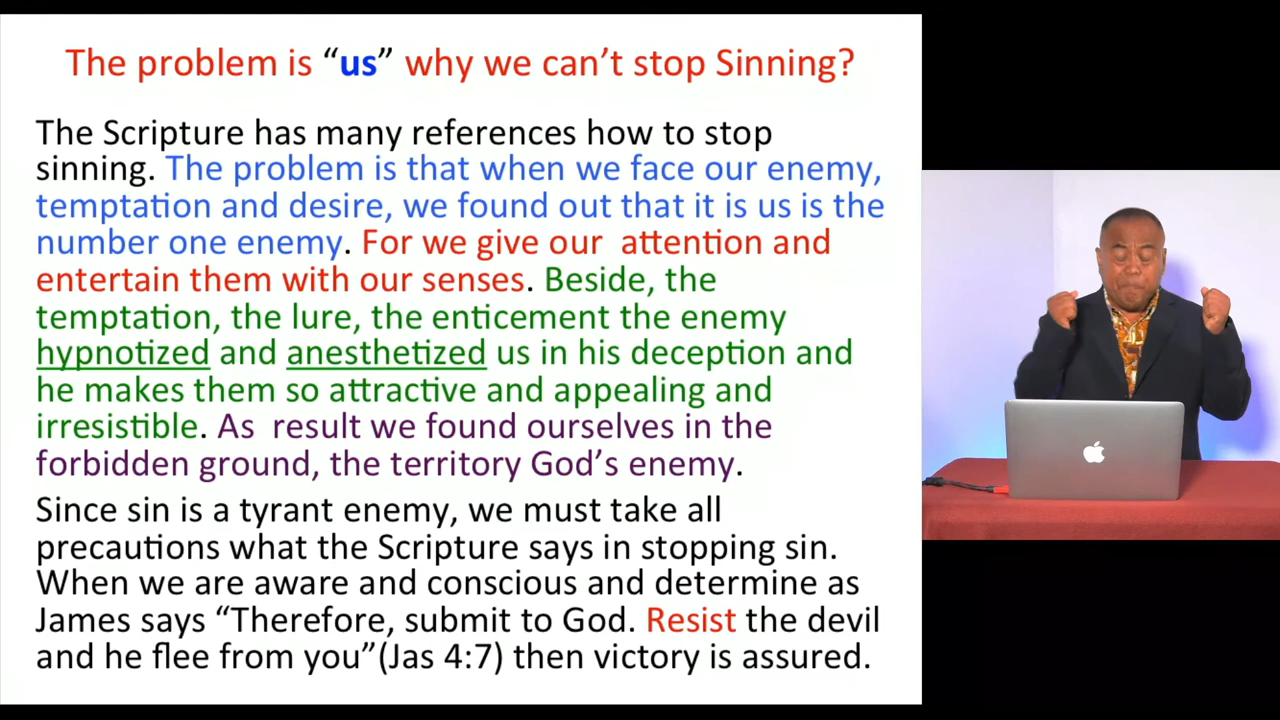 The problem is “us” why we can’t stop Sinning?
The Scripture has many references how to stop
sinning. The problem is that when we face our enemy,
temptation and desire, we found out that it is us is the
number one enemy. For we give our  attention and
entertain them with our senses. Beside, the
temptation, the lure, the enticement the enemy
hypnotized and anesthetized us in his deception and
he makes them so attractive and appealing and
irresistible. As  result we found ourselves in the
forbidden ground, the territory God’s enemy.
Since sin is a tyrant enemy, we must take all
precautions what the Scripture says in stopping sin.
When we are aware and conscious and determine as
James says “Therefore, submit to God. Resist the devil
and he flee from you”(Jas 4:7) then victory is assured.